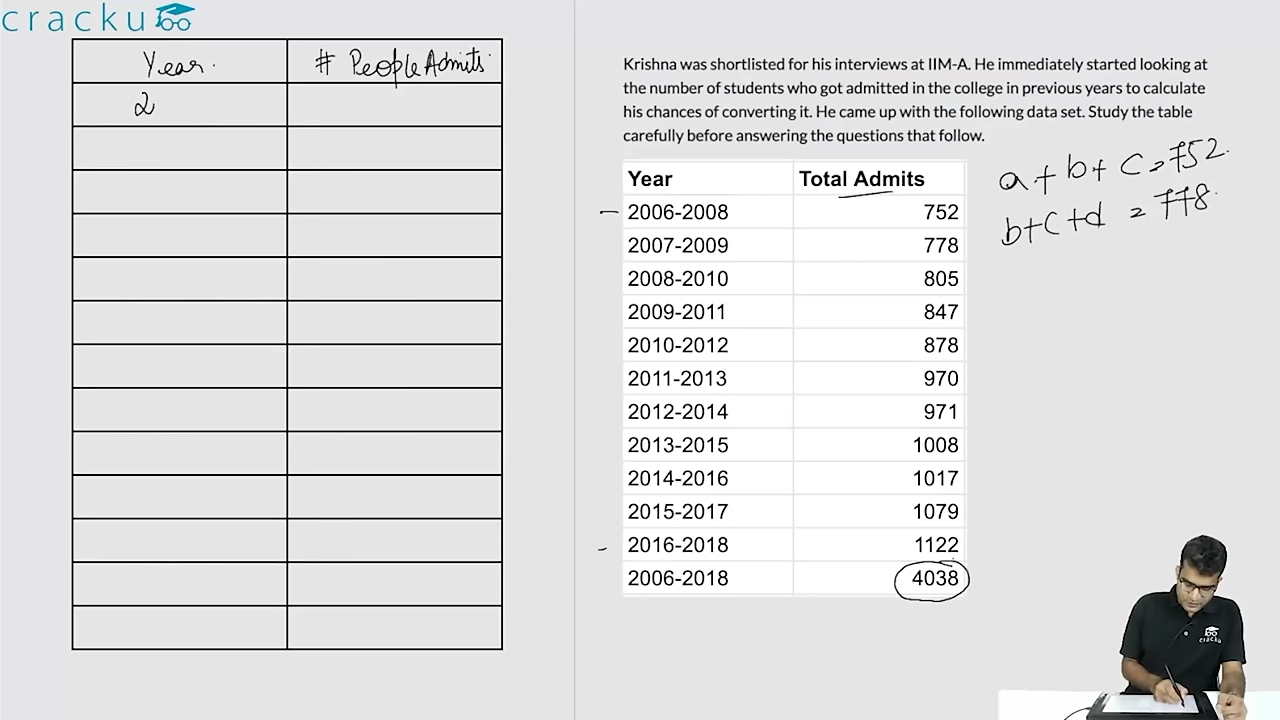 cracku
Year. # People Admits.
2
Krishna was shortlisted for his interviews at IIM-A. He immediately started looking at
the number of students who got admitted in the college in previous years to calculate
his chances of converting it. He came up with the following data set. Study the table
carefully before answering the questions that follow.
Year Total Admits
2006-2008 752
2007-2009 778
2008-2010 805
2009-2011 847
2010-2012 878
2011-2013 970
2012-2014 971
2013-2015 1008
2014-2016 1017
2015-2017 1079
2016-2018 1122
2006-2018 4038
a+b+c=752.
b+c+d = 778.
cracku